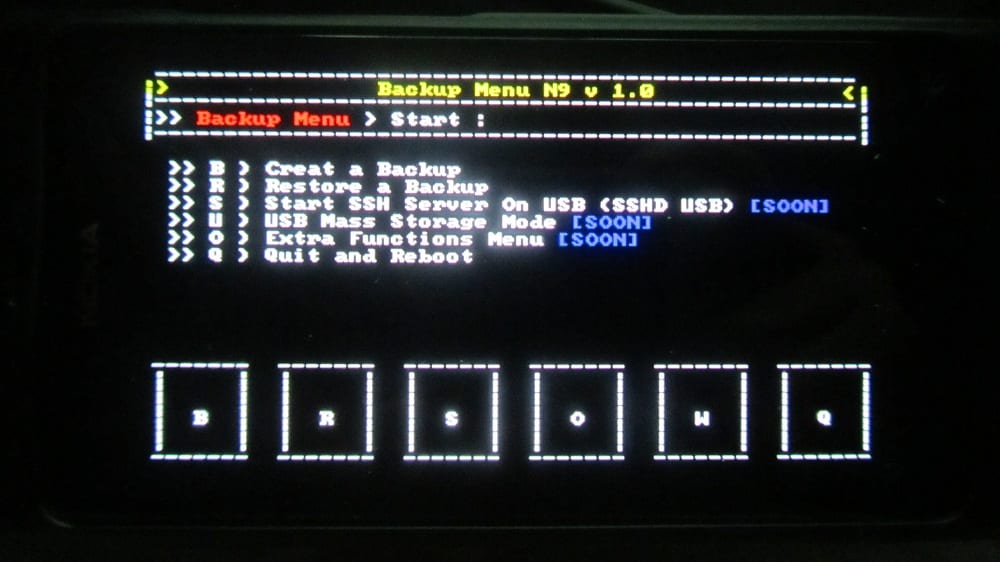 > Backup Menu N9 v 1.0 <
>> Backup Menu > Start :
>> B > Creat a Backup
>> R > Restore a Backup
>> S > Start SSH Server On USB (SSHD USB) [SOON]
>> U > USB Mass Storage Mode [SOON]
>> O > Extra Functions Menu [SOON]
>> Q > Quit and Reboot
B R S O W Q
NOKIA